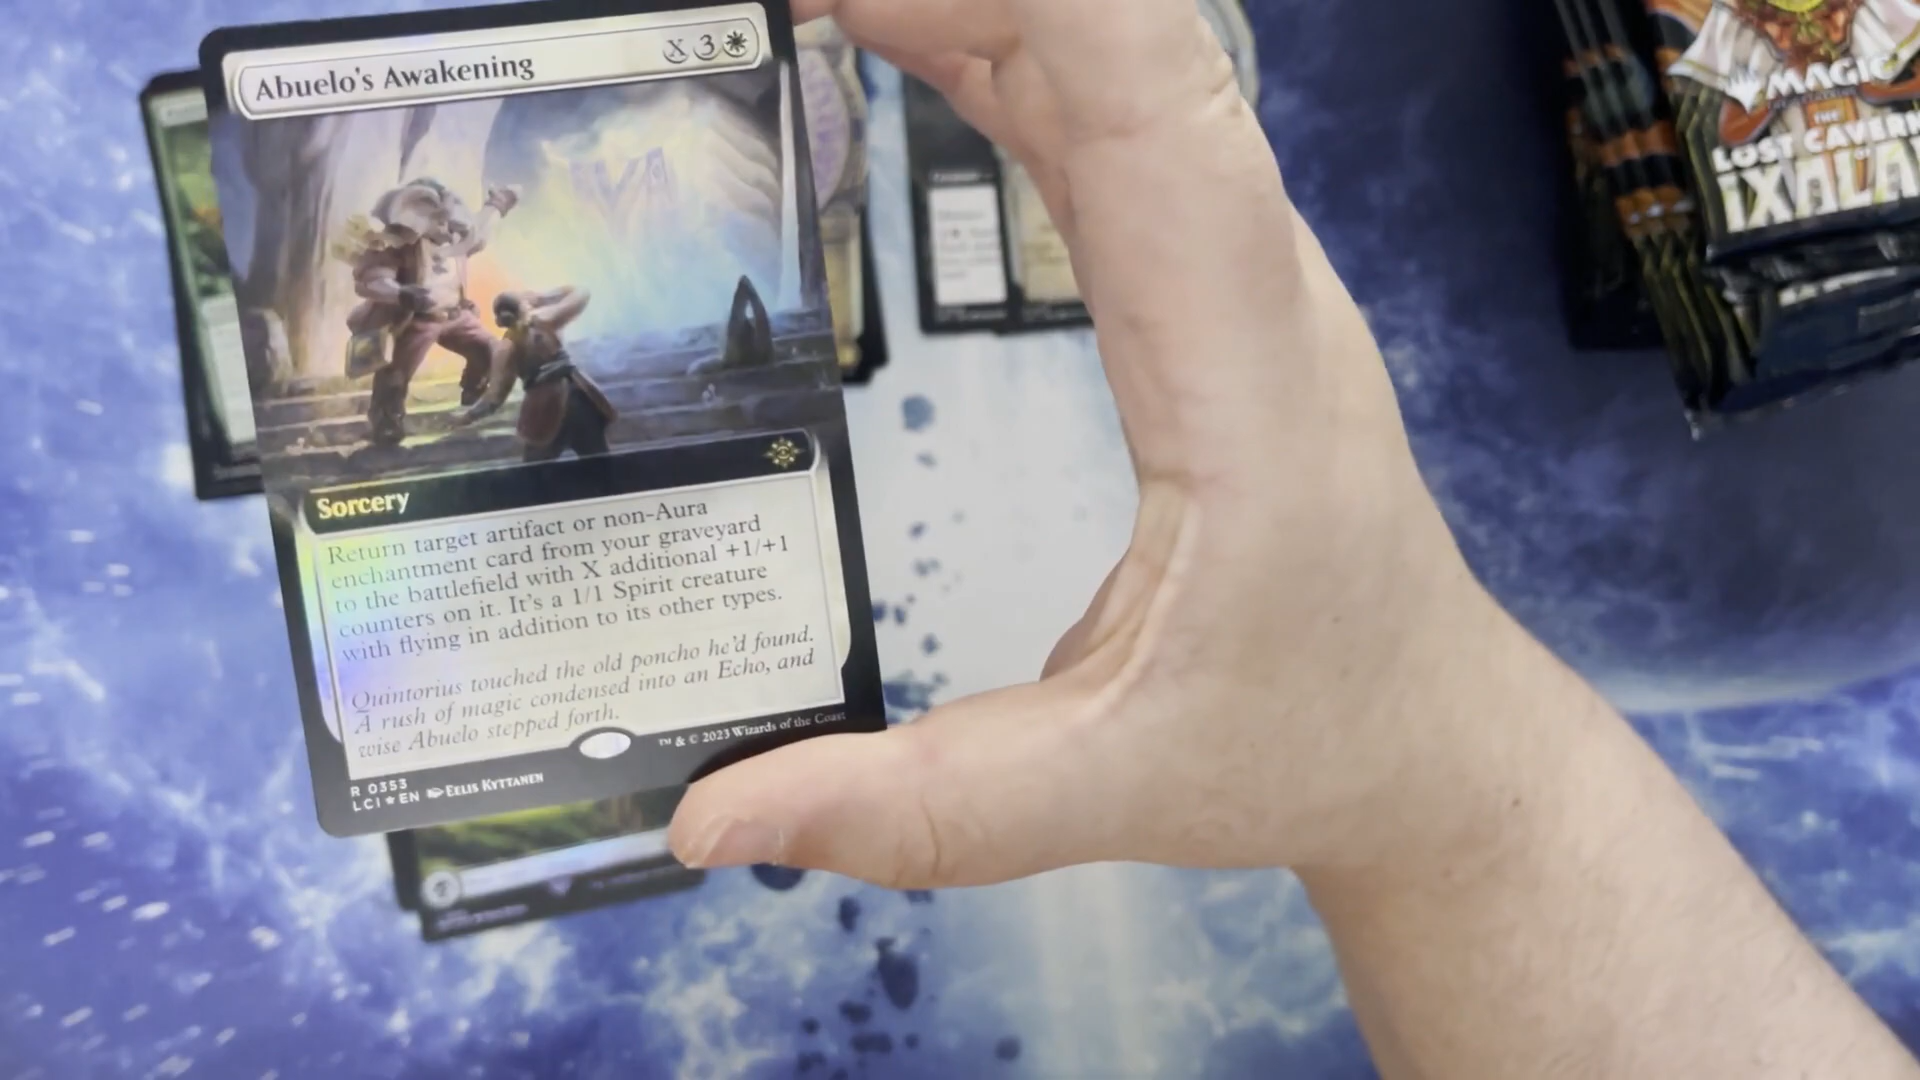 Abuelo's Awakening X 3
Sorcery
Return target artifact or non-Aura
enchantment card from your graveyard
to the battlefield with X additional +1/+1
counters on it. It's a 1/1 Spirit creature
with flying in addition to its other types.
Quintorius touched the old poncho he'd found.
A rush of magic condensed into an Echo, and
wise Abuelo stepped forth.
™ & © 2023 Wizards of the Coast
R 0353
LCI★EN EELIS KYTTANEN
MAGIC
THE
LOST CAVERN
IXALA